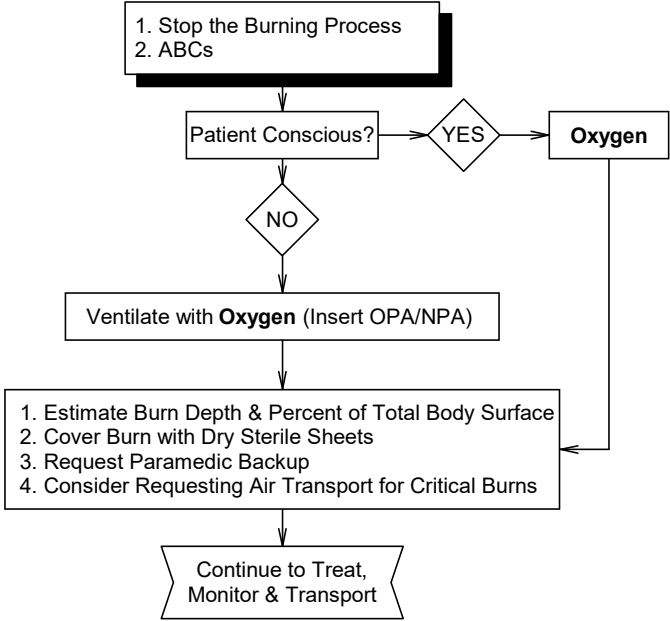 1. Stop the Burning Process
2. ABCs
Patient Conscious?
YES
Oxygen
NO
Ventilate with Oxygen (Insert OPA/NPA)
1. Estimate Burn Depth & Percent of Total Body Surface
2. Cover Burn with Dry Sterile Sheets
3. Request Paramedic Backup
4. Consider Requesting Air Transport for Critical Burns
Continue to Treat,
Monitor & Transport